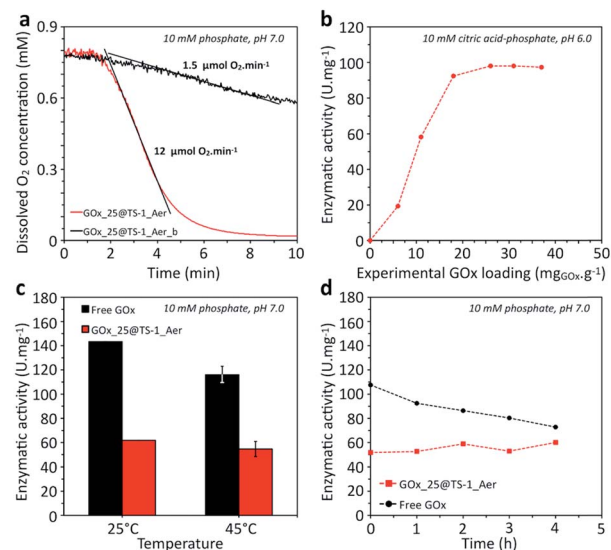 a
10 mM phosphate, pH 7.0
Dissolved O₂ concentration (mM)
0.9
0.6
0.3
0.0
1.5 μmol O₂.min⁻¹
12 μmol O₂.min⁻¹
GOx_25@TS-1_Aer
GOx_25@TS-1_Aer_b
0 2 4 6 8 10
Time (min)
b
10 mM citric acid-phosphate, pH 6.0
Enzymatic activity (U.mg⁻¹)
140
120
100
80
60
40
20
0
0 10 20 30 40
Experimental GOx loading (mgGOx.g⁻¹)
c
10 mM phosphate, pH 7.0
Free GOx
GOx_25@TS-1_Aer
Enzymatic activity (U.mg⁻¹)
180
160
140
120
100
80
60
40
20
0
25°C 45°C
Temperature
d
10 mM phosphate, pH 7.0
Enzymatic activity (U.mg⁻¹)
180
160
140
120
100
80
60
40
20
0
GOx_25@TS-1_Aer
Free GOx
0 1 2 3 4 5
Time (h)